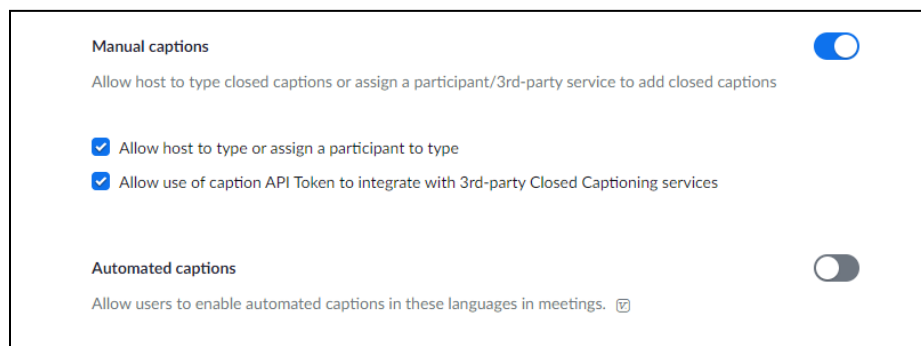 Manual captions
Allow host to type closed captions or assign a participant/3rd-party service to add closed captions
Allow host to type or assign a participant to type
Allow use of caption API Token to integrate with 3rd-party Closed Captioning services
Automated captions
Allow users to enable automated captions in these languages in meetings.